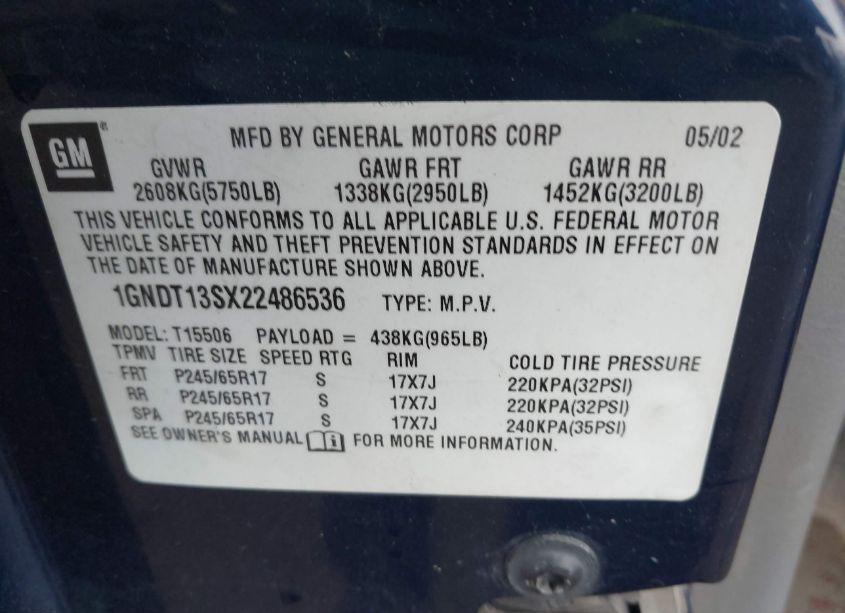 GM® MFD BY GENERAL MOTORS CORP 05/02
GVWR GAWR FRT GAWR RR
2608KG(5750LB) 1338KG(2950LB) 1452KG(3200LB)
THIS VEHICLE CONFORMS TO ALL APPLICABLE U.S. FEDERAL MOTOR
VEHICLE SAFETY AND THEFT PREVENTION STANDARDS IN EFFECT ON
THE DATE OF MANUFACTURE SHOWN ABOVE.
1GNDT13SX22486536 TYPE: M.P.V.
MODEL: T15506 PAYLOAD = 438KG(965LB)
TPMV TIRE SIZE SPEED RTG RIM COLD TIRE PRESSURE
FRT P245/65R17 S 17X7J 220KPA(32PSI)
RR P245/65R17 S 17X7J 220KPA(32PSI)
SPA P245/65R17 S 17X7J 240KPA(35PSI)
SEE OWNER'S MANUAL i FOR MORE INFORMATION.